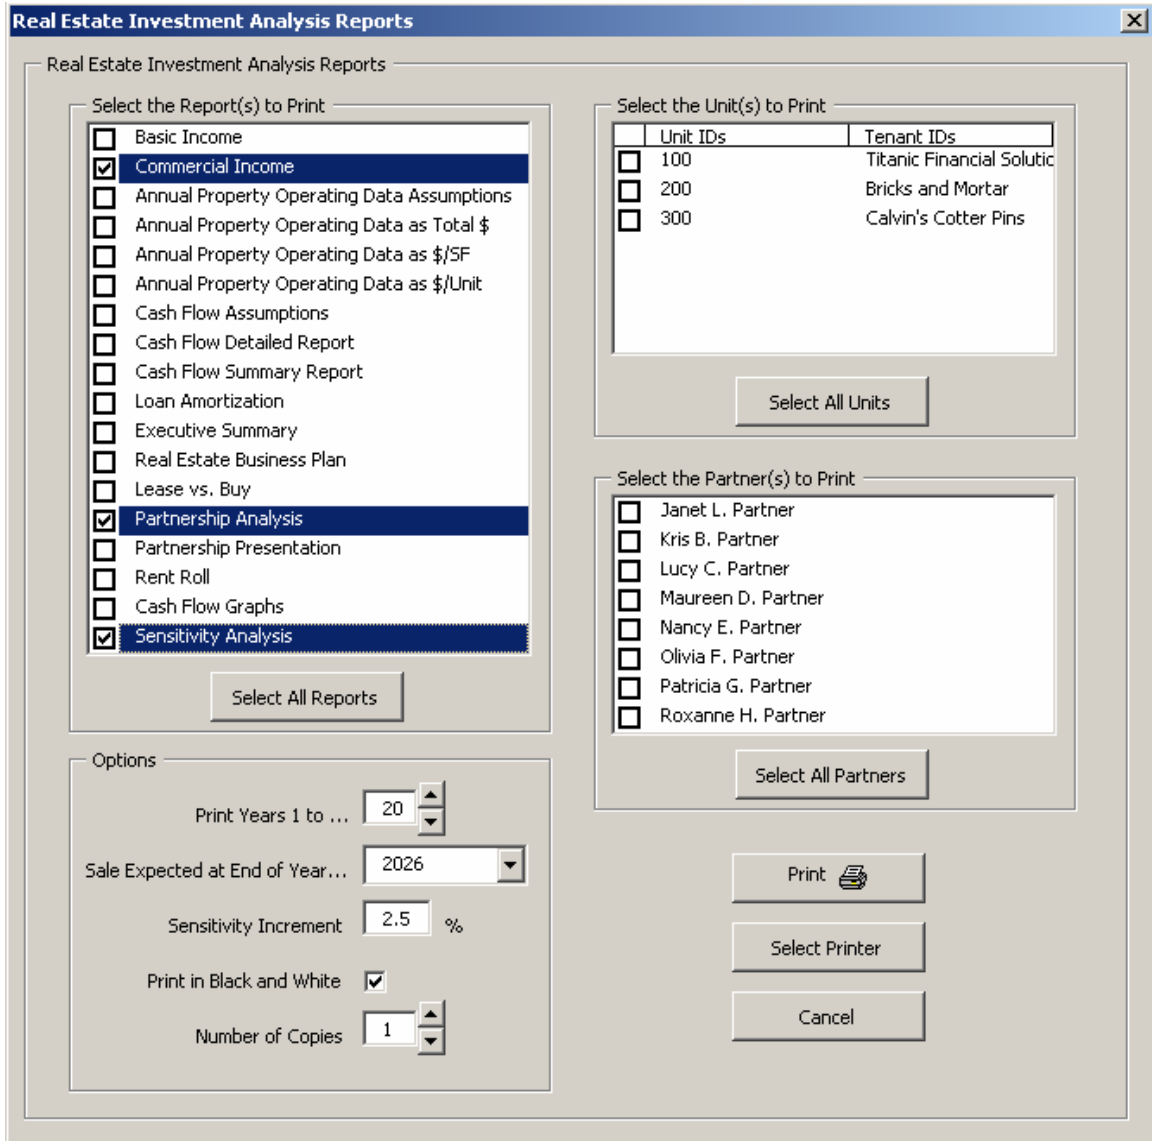 Real Estate Investment Analysis Reports
Real Estate Investment Analysis Reports
Select the Report(s) to Print
Basic Income
Commercial Income
Annual Property Operating Data Assumptions
Annual Property Operating Data as Total $
Annual Property Operating Data as $/SF
Annual Property Operating Data as $/Unit
Cash Flow Assumptions
Cash Flow Detailed Report
Cash Flow Summary Report
Loan Amortization
Executive Summary
Real Estate Business Plan
Lease vs. Buy
Partnership Analysis
Partnership Presentation
Rent Roll
Cash Flow Graphs
Sensitivity Analysis
Select All Reports
Options
Print Years 1 to ... 20
Sale Expected at End of Year... 2026
Sensitivity Increment 2.5 %
Print in Black and White
Number of Copies 1
Select the Unit(s) to Print
Unit IDs Tenant IDs
100 Titanic Financial Solutic
200 Bricks and Mortar
300 Calvin's Cotter Pins
Select All Units
Select the Partner(s) to Print
Janet L. Partner
Kris B. Partner
Lucy C. Partner
Maureen D. Partner
Nancy E. Partner
Olivia F. Partner
Patricia G. Partner
Roxanne H. Partner
Select All Partners
Print
Select Printer
Cancel